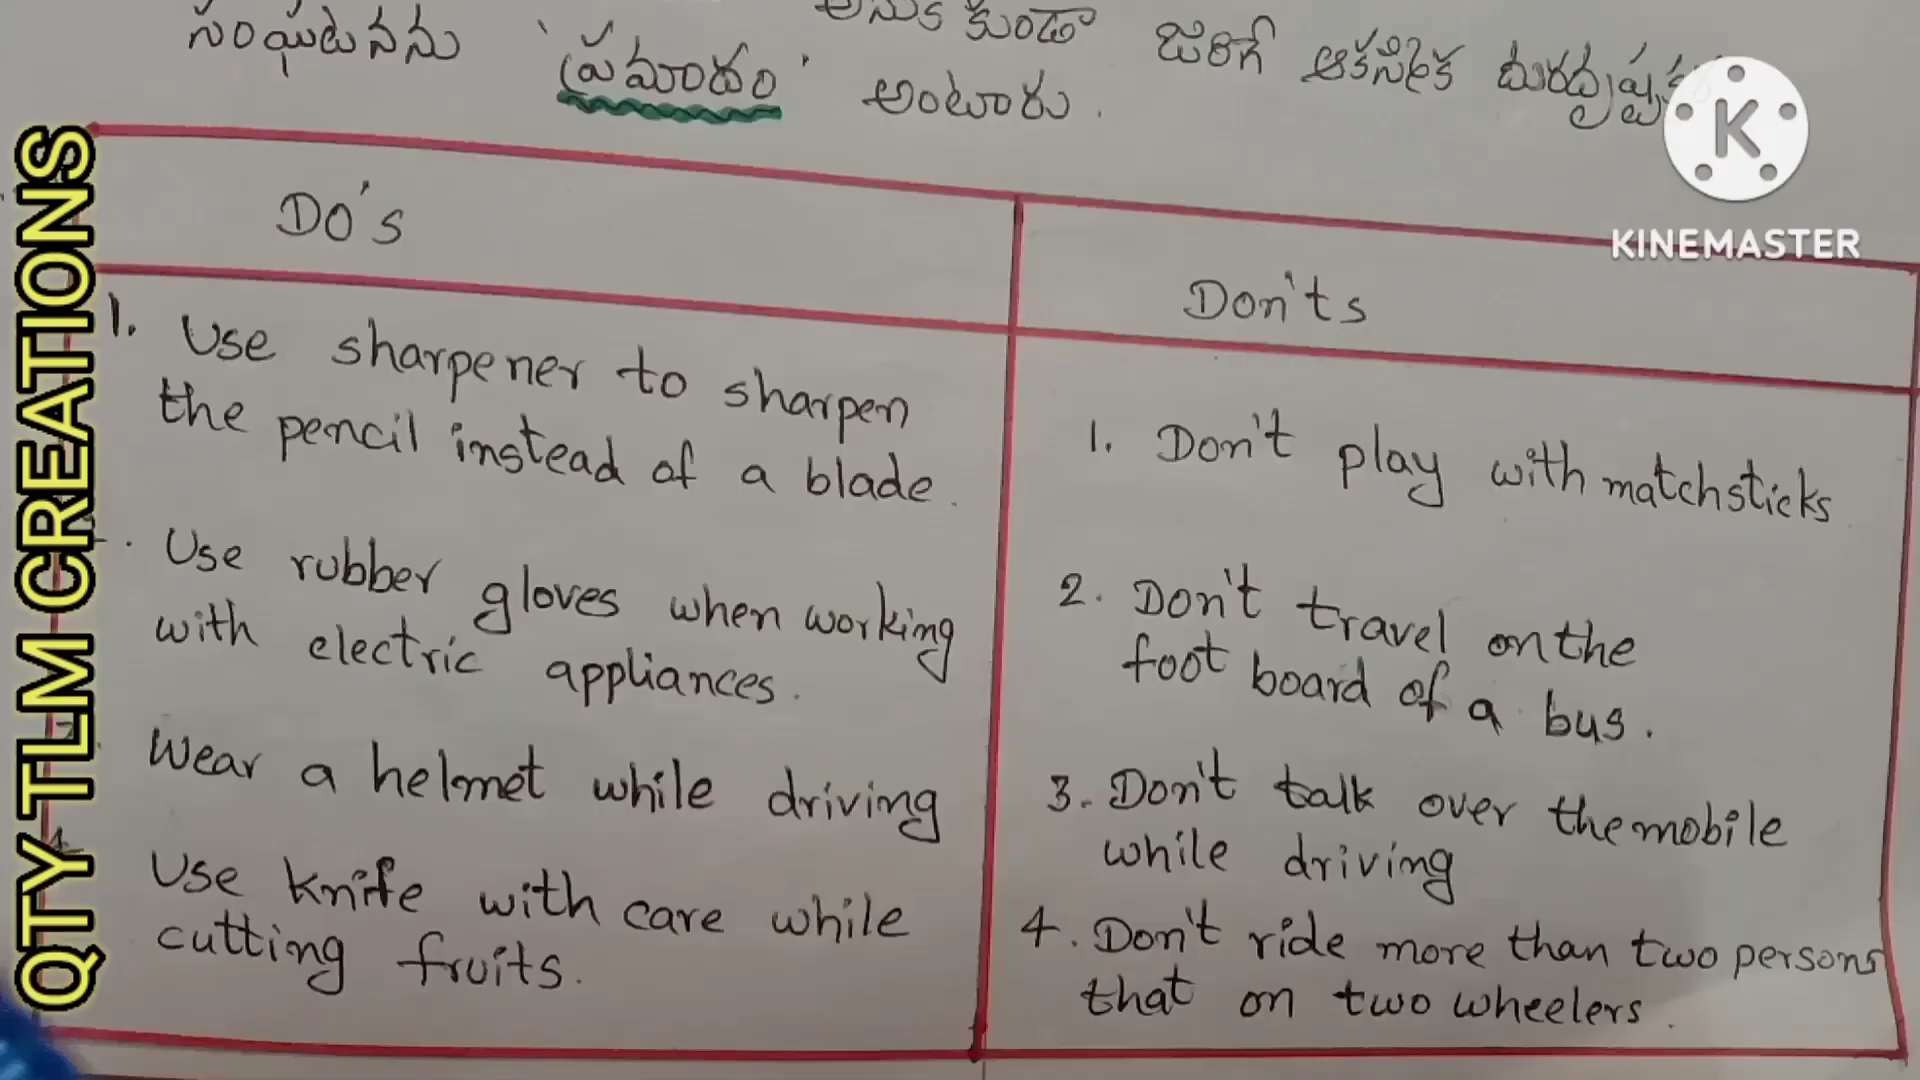 అనుకోకుండా జరిగే ఆకస్మిక
సంఘటనను 'ప్రమాదం' అంటారు.
DO's
1. Use sharpener to sharpen
the pencil instead of a blade.
Use rubber gloves when working
with electric appliances.
Wear a helmet while driving
Use knife with care while
cutting fruits.
Don'ts
1. Don't play with matchsticks
2. Don't travel on the
foot board of a bus.
3. Don't talk over the mobile
while driving
4. Don't ride more than two persons
that on two wheelers.
QTY TLM CREATIONS
K
KINEMASTER